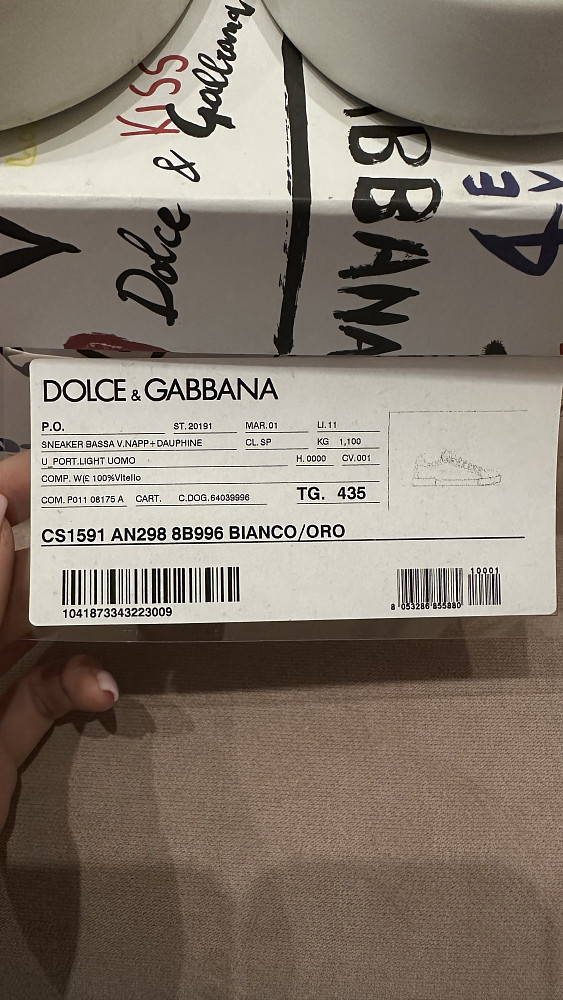 KISS
Dolce & Gabbana
BBANA
DOLCE & GABBANA
P.O. ST. 20191 MAR. 01 LI. 11
SNEAKER BASSA V.NAPP+DAUPHINE CL. SP KG 1,100
U_PORT.LIGHT UOMO H. 0000 CV. 001
COMP. W(£ 100%Vitello
COM. P011 08175 A CART. C.DOG. 64039996 TG. 435
CS1591 AN298 8B996 BIANCO/ORO
10001
1041873343223009
8 053286 855880